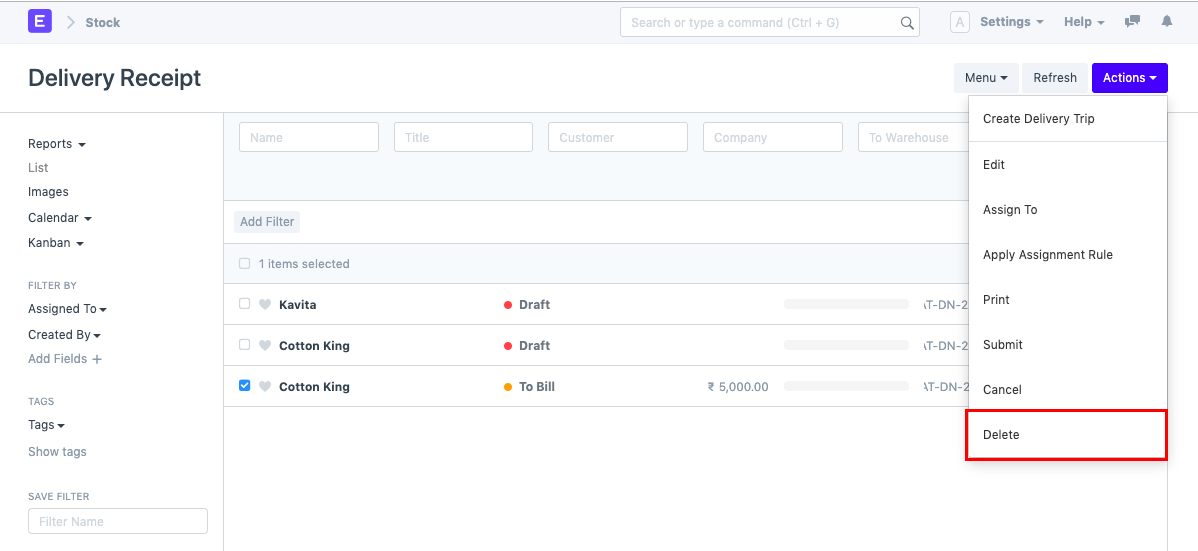 E
Stock
Search or type a command (Ctrl + G)
A
Settings
Help
Delivery Receipt
Menu
Refresh
Actions
Create Delivery Trip
Edit
Assign To
Apply Assignment Rule
Print
Submit
Cancel
Delete
Reports
List
Images
Calendar
Kanban
FILTER BY
Assigned To
Created By
Add Fields +
TAGS
Tags
Show tags
SAVE FILTER
Filter Name
Name
Title
Customer
Company
To Warehouse
Add Filter
1 items selected
Kavita Draft AT-DN-2
Cotton King Draft AT-DN-2
Cotton King To Bill ₹ 5,000.00 AT-DN-2